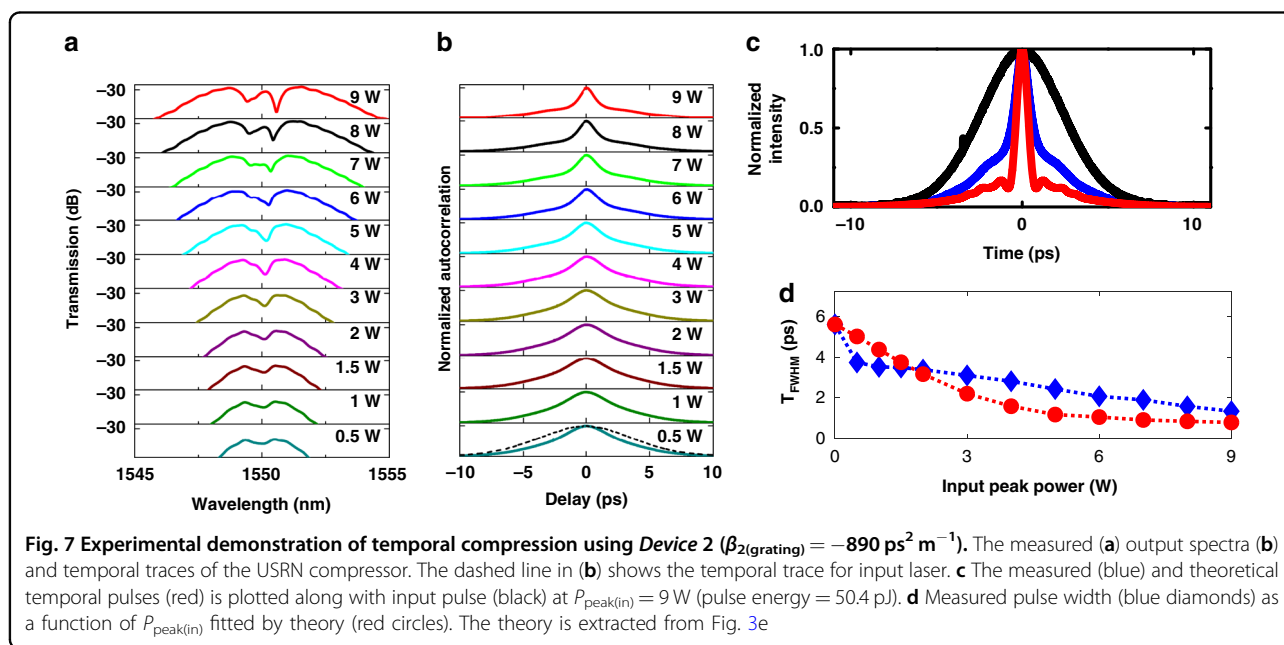 a
−30
9 W
−30
8 W
−30
7 W
−30
6 W
−30
5 W
−30
4 W
−30
3 W
−30
2 W
−30
1.5 W
−30
1 W
−30
0.5 W
Transmission (dB)
1545
1550
1555
Wavelength (nm)
b
9 W
8 W
7 W
6 W
5 W
4 W
3 W
2 W
1.5 W
1 W
0.5 W
Normalized autocorrelation
−10
−5
0
5
10
Delay (ps)
c
1.0
0.5
0.0
Normalized
intensity
−10
0
10
Time (ps)
d
6
4
2
0
T_FWHM (ps)
0
3
6
9
Input peak power (W)
Fig. 7 Experimental demonstration of temporal compression using Device 2 (β₂(grating) = −890 ps² m⁻¹). The measured (a) output spectra (b)
and temporal traces of the USRN compressor. The dashed line in (b) shows the temporal trace for input laser. c The measured (blue) and theoretical
temporal pulses (red) is plotted along with input pulse (black) at P_peak(in) = 9 W (pulse energy = 50.4 pJ). d Measured pulse width (blue diamonds) as
a function of P_peak(in) fitted by theory (red circles). The theory is extracted from Fig. 3e